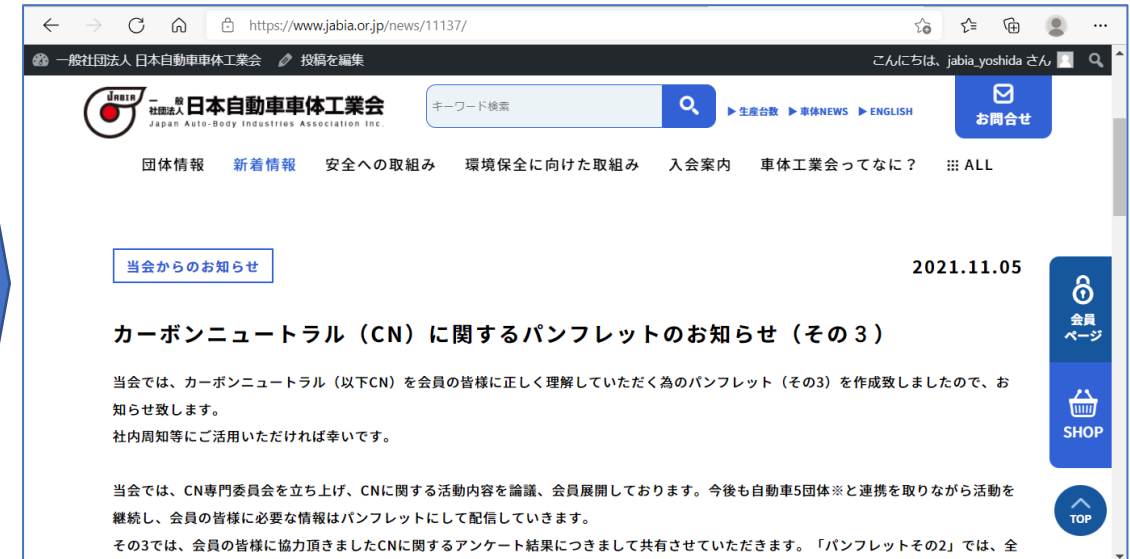 https://www.jabia.or.jp/news/11137/
一般社団法人 日本自動車車体工業会 投稿を編集 こんにちは、jabia_yoshida さん
JABIA
一般社団法人 日本自動車車体工業会
Japan Auto-Body Industries Association Inc.
キーワード検索
▶生産台数 ▶車体NEWS ▶ENGLISH
お問合せ
団体情報 新着情報 安全への取組み 環境保全に向けた取組み 入会案内 車体工業会ってなに? ALL
当会からのお知らせ
2021.11.05
会員
ページ
カーボンニュートラル(CN)に関するパンフレットのお知らせ(その3)
当会では、カーボンニュートラル(以下CN)を会員の皆様に正しく理解していただく為のパンフレット(その3)を作成致しましたので、お
知らせ致します。
社内周知等にご活用いただければ幸いです。
SHOP
当会では、CN専門委員会を立ち上げ、CNに関する活動内容を論議、会員展開しております。今後も自動車5団体※と連携を取りながら活動を
継続し、会員の皆様に必要な情報はパンフレットにして配信していきます。
TOP
その3では、会員の皆様に協力頂きましたCNに関するアンケート結果につきまして共有させていただきます。「パンフレットその2」では、全